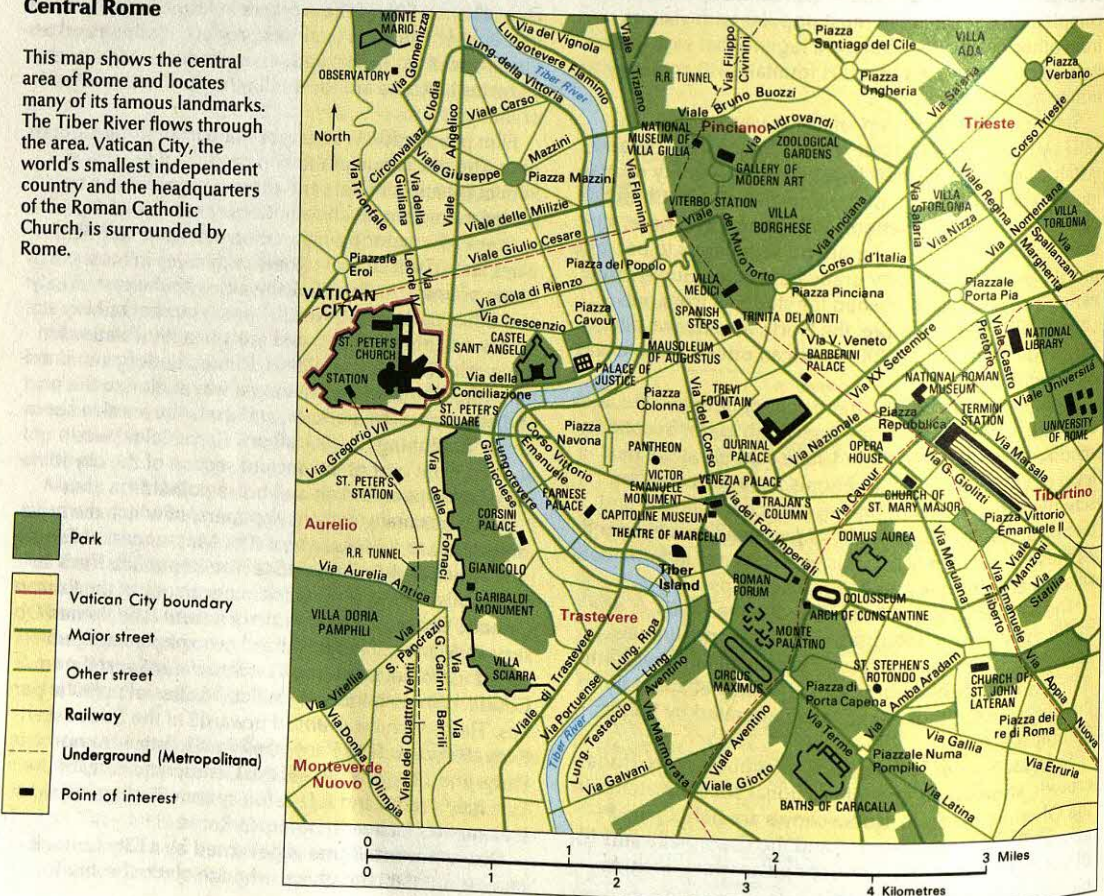 Central Rome
This map shows the central
area of Rome and locates
many of its famous landmarks.
The Tiber River flows through
the area. Vatican City, the
world's smallest independent
country and the headquarters
of the Roman Catholic
Church, is surrounded by
Rome.
MONTE
MARIO
OBSERVATORY
North
Via Gomenizza
Circonvallaz Clodia
Via Trionfale
Via della
Giuliana
Viale Angelico
Viale Carso
Viale Giuseppe Mazzini
Piazza Mazzini
Viale delle Milizie
Viale Giulio Cesare
Lung. della Vittoria
Lungotevere Flaminio
Tiber River
Via del Vignola
Viale
Tiziano
R.R. TUNNEL
Via Filippo
Civinini
Viale Bruno Buozzi
Piazza
Santiago del Cile
Piazza
Ungheria
VILLA
ADA
Piazza
Verbano
Via Salaria
Trieste
Corso Trieste
NATIONAL
MUSEUM OF
VILLA GIULIA
Pinciano
Via Aldrovandi
ZOOLOGICAL
GARDENS
GALLERY OF
MODERN ART
VITERBO STATION
VILLA
BORGHESE
Via Flaminia
Viale del Muro Torto
Via Pinciana
Via Salaria
VILLA
TORLONIA
Via Nizza
Viale Regina Margherita
Via Nomentana
VILLA
TORLONIA
Via
Spallanzani
Corso d'Italia
Piazzale
Eroi
Via
Leone IV
Piazza del Popolo
VILLA
MEDICI
Piazza Pinciana
Piazzale
Porta Pia
VATICAN
CITY
Via Cola di Rienzo
Via Crescenzio
Piazza
Cavour
SPANISH
STEPS
TRINITA DEI MONTI
Via V. Veneto
ST. PETER'S
CHURCH
STATION
CASTEL
SANT' ANGELO
MAUSOLEUM
OF AUGUSTUS
PALACE OF
JUSTICE
BARBERINI
PALACE
Via XX Settembre
Viale Castro
Pretorio
NATIONAL
LIBRARY
Via della
Conciliazione
ST. PETER'S
SQUARE
Piazza
Colonna
TREVI
FOUNTAIN
NATIONAL ROMAN
MUSEUM
Viale Università
Via Gregorio VII
Piazza
Navona
Via del Corso
QUIRINAL
PALACE
Via Nazionale
Piazza
Repubblica
TERMINI
STATION
UNIVERSITY
OF ROME
Corso Vittorio
Emanuele
PANTHEON
OPERA
HOUSE
Via Marsala
ST. PETER'S
STATION
Via delle Fornaci
Lungotevere
Gianicolese
VICTOR
EMANUELE
MONUMENT
VENEZIA PALACE
Via Cavour
Via G. Giolitti
Tiburtino
FARNESE
PALACE
CAPITOLINE MUSEUM
TRAJAN'S
COLUMN
CHURCH OF
ST. MARY MAJOR
Piazza Vittorio
Emanuele II
Aurelio
CORSINI
PALACE
THEATRE OF MARCELLO
Via dei Fori Imperiali
DOMUS AUREA
R.R. TUNNEL
Via Aurelia Antica
GIANICOLO
Tiber
Island
Via Merulana
Viale
Manzoni
Via
Statilia
VILLA DORIA
PAMPHILI
GARIBALDI
MONUMENT
ROMAN
FORUM
COLOSSEUM
ARCH OF CONSTANTINE
Via Emanuele
Filiberto
Trastevere
MONTE
PALATINO
Via
S. Pancrazio
Via
G. Carini
VILLA
SCIARRA
Viale di Trastevere
Lung. Ripa
Lung.
Aventino
CIRCUS
MAXIMUS
ST. STEPHEN'S
ROTONDO
CHURCH OF
ST. JOHN
LATERAN
Via Appia
Nuova
Via Vitellia
Via
Barrili
Via Portuense
Piazza di
Porta Capena
Via Amba Aradam
Piazza dei
re di Roma
Via Donna
Olimpia
Viale dei Quattro Venti
Tiber River
Lung. Testaccio
Via Marmorata
Viale Aventino
Via Terme
Via Gallia
Monteverde
Nuovo
Via Galvani
Viale Giotto
Piazzale Numa
Pompilio
Via Etruria
BATHS OF CARACALLA
Via Latina
Park
Vatican City boundary
Major street
Other street
Railway
Underground (Metropolitana)
Point of interest
0 1 2 3 Miles
0 1 2 3 4 Kilometres